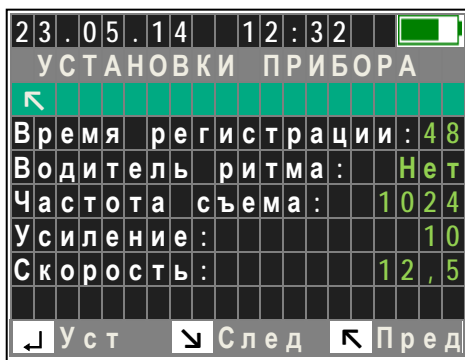 23.05.14 12:32
УСТАНОВКИ ПРИБОРА
↖
Время регистрации:48
Водитель ритма: Нет
Частота съема: 1024
Усиление: 10
Скорость: 12,5
↲ Уст ↘ След ↖ Пред